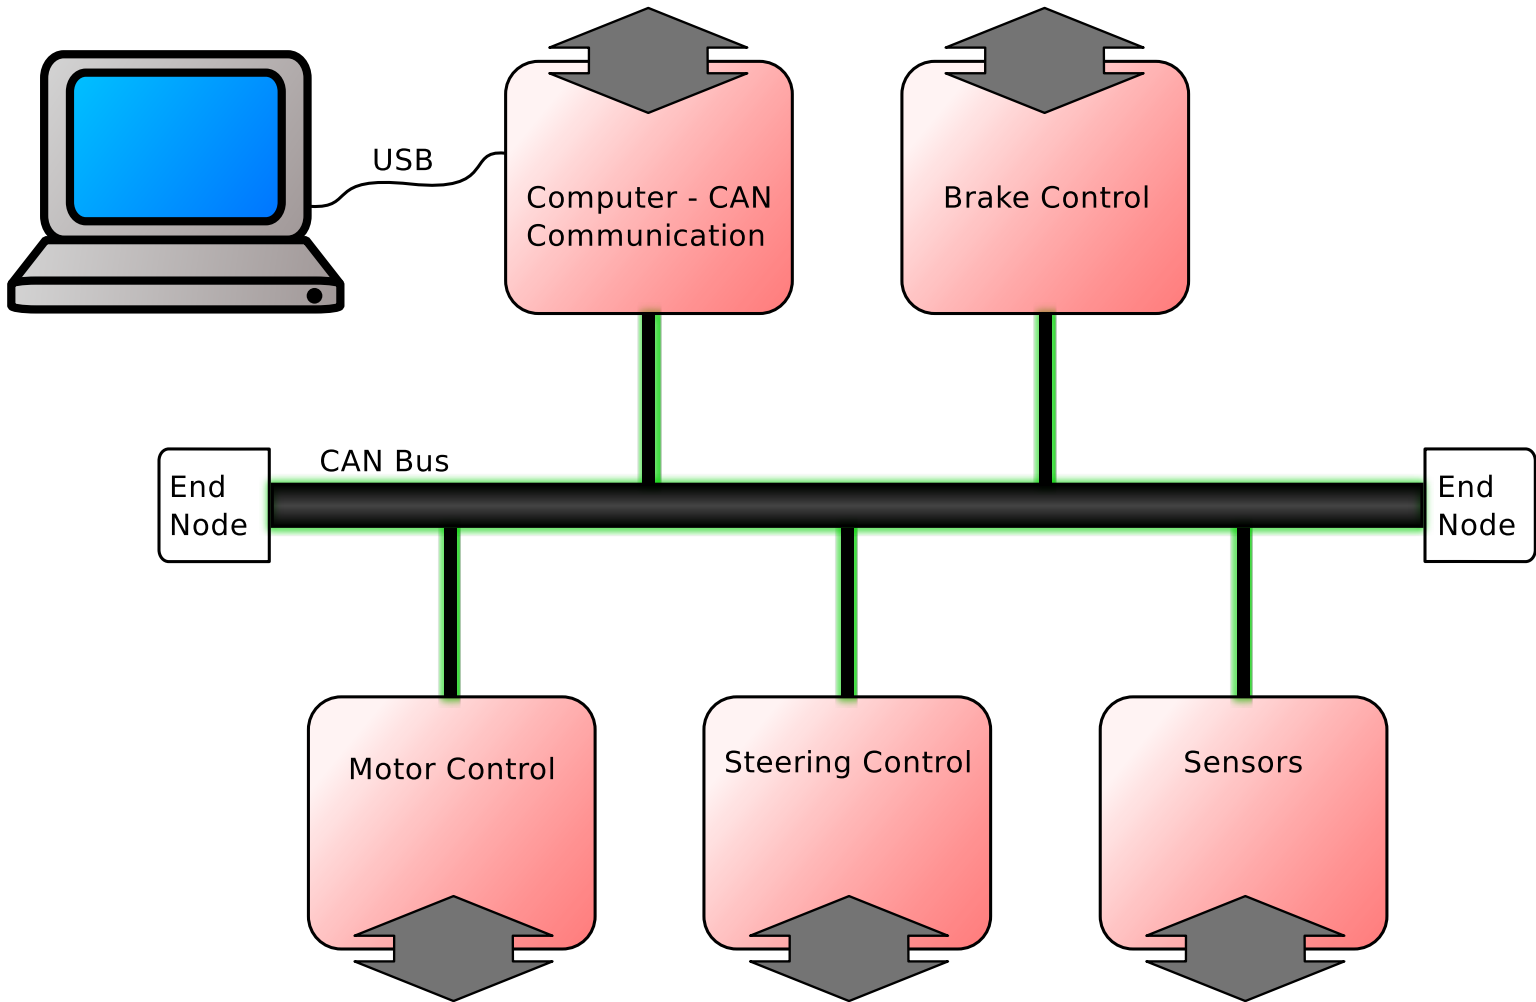 USB
Computer - CAN
Communication
Brake Control
CAN Bus
End
Node
End
Node
Motor Control
Steering Control
Sensors